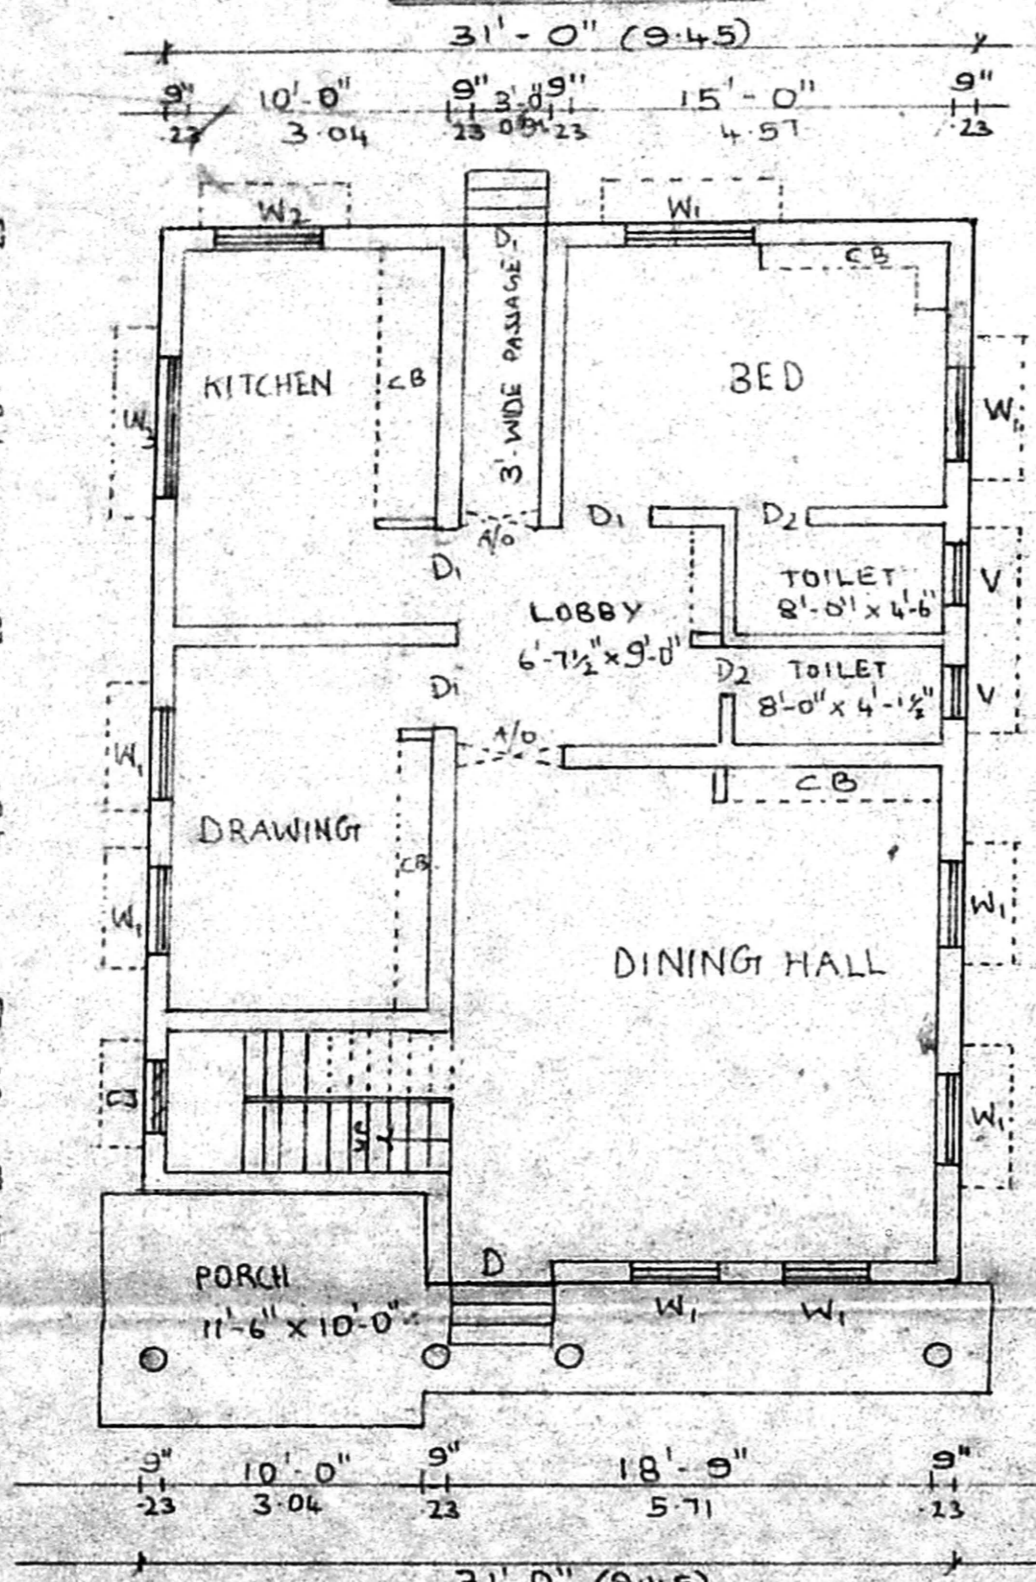 31'-0" (9.45)
9" 10'-0" 9" 3'-0" 9" 15'-0" 9"
.23 3.04 .23 .23 4.57 .23
W2 W1
D1
CB
3'-WIDE PASSAGE
KITCHEN CB BED
W3 W1
D1 D2
A/O
D1 TOILET V
8'-0" x 4'-6"
LOBBY
6'-7½" x 9'-0"
D1 D2 TOILET V
8'-0" x 4'-1½"
A/O
W1 CB
DRAWING
CB
W1 W1
DINING HALL
W1
UP
D
PORCH
11'-6" x 10'-0"
W1 W1
9" 10'-0" 9" 18'-9" 9"
.23 3.04 .23 5.71 .23
31'-0" (9.45)